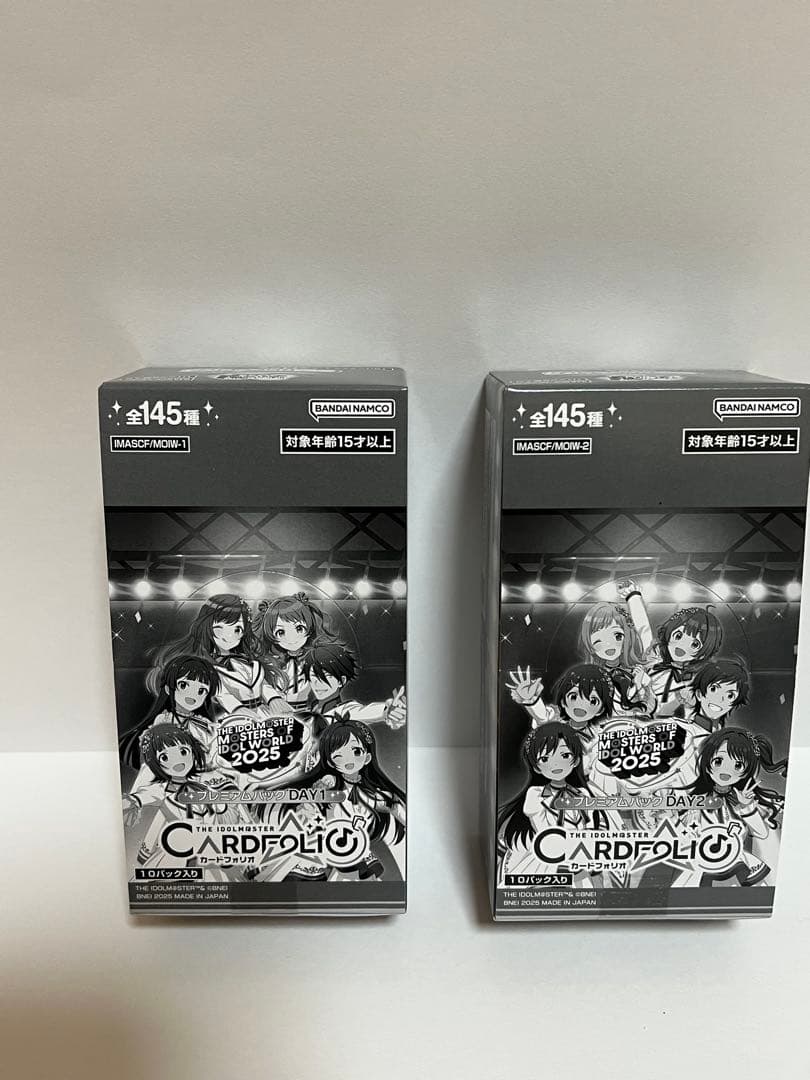 全145種
BANDAI NAMCO
IMASCF/MOIW-1
対象年齢15才以上
THE IDOLM@STER
M@STERS OF
IDOL WORLD
2025
プレミアムパック DAY1
THE IDOLM@STER
CARDFOLIO
カードフォリオ
10パック入り
THE IDOLM@STER™& ©BNEI
BNEI 2025 MADE IN JAPAN
全145種
BANDAI NAMCO
IMASCF/MOIW-2
対象年齢15才以上
THE IDOLM@STER
M@STERS OF
IDOL WORLD
2025
プレミアムパック DAY2
THE IDOLM@STER
CARDFOLIO
カードフォリオ
10パック入り
THE IDOLM@STER™& ©BNEI
BNEI 2025 MADE IN JAPAN